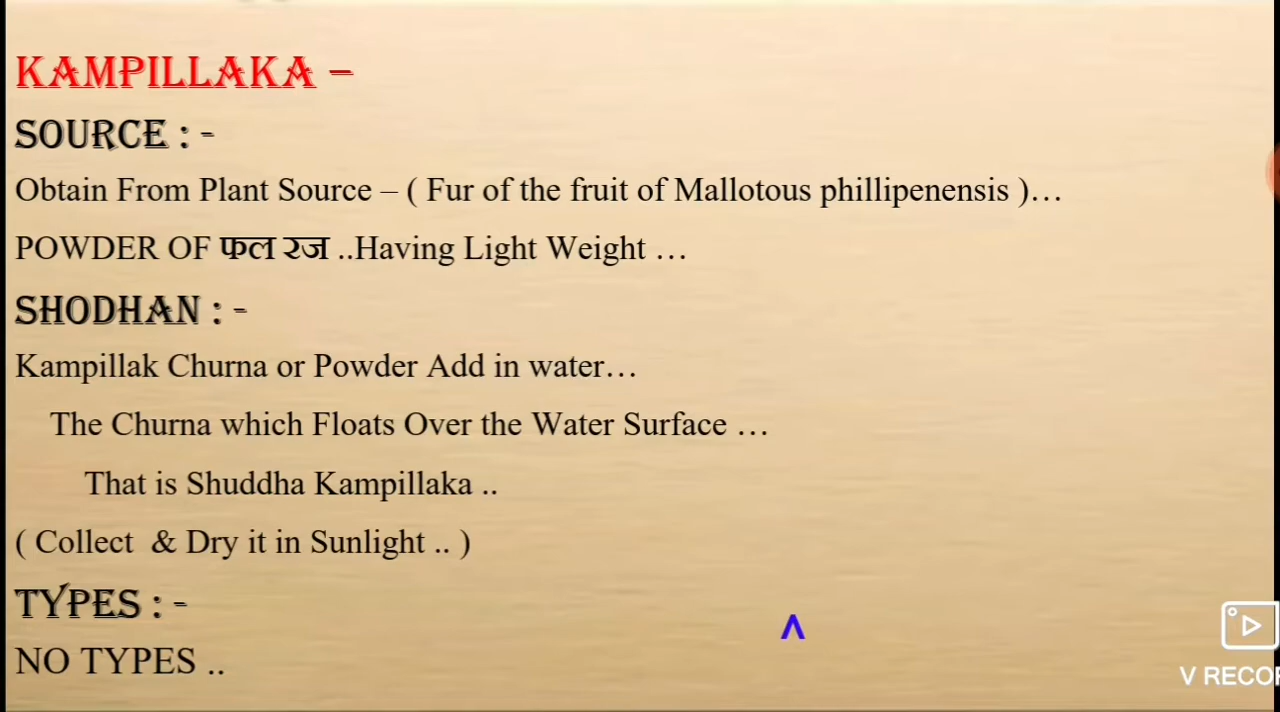 KAMPILLAKA –
SOURCE : -
Obtain From Plant Source – ( Fur of the fruit of Mallotous phillipenensis )…
POWDER OF फल रज ..Having Light Weight …
SHODHAN : -
Kampillak Churna or Powder Add in water…
The Churna which Floats Over the Water Surface …
That is Shuddha Kampillaka ..
( Collect & Dry it in Sunlight .. )
TYPES : -
NO TYPES ..
V RECOR